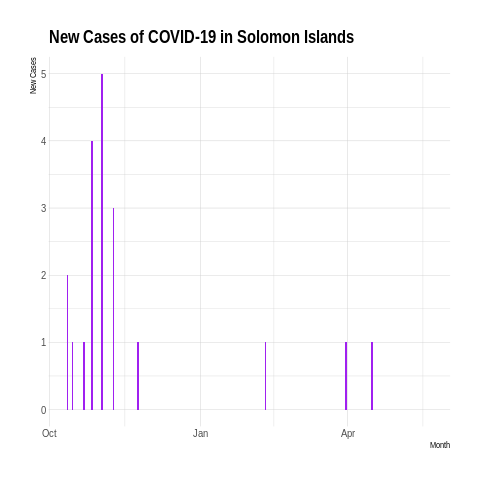 New Cases of COVID-19 in Solomon Islands
New Cases
5
4
3
2
1
0
Oct
Jan
Apr
Month